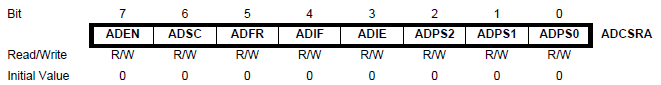 Bit 7 6 5 4 3 2 1 0
ADEN ADSC ADFR ADIF ADIE ADPS2 ADPS1 ADPS0 ADCSRA
Read/Write R/W R/W R/W R/W R/W R/W R/W R/W
Initial Value 0 0 0 0 0 0 0 0